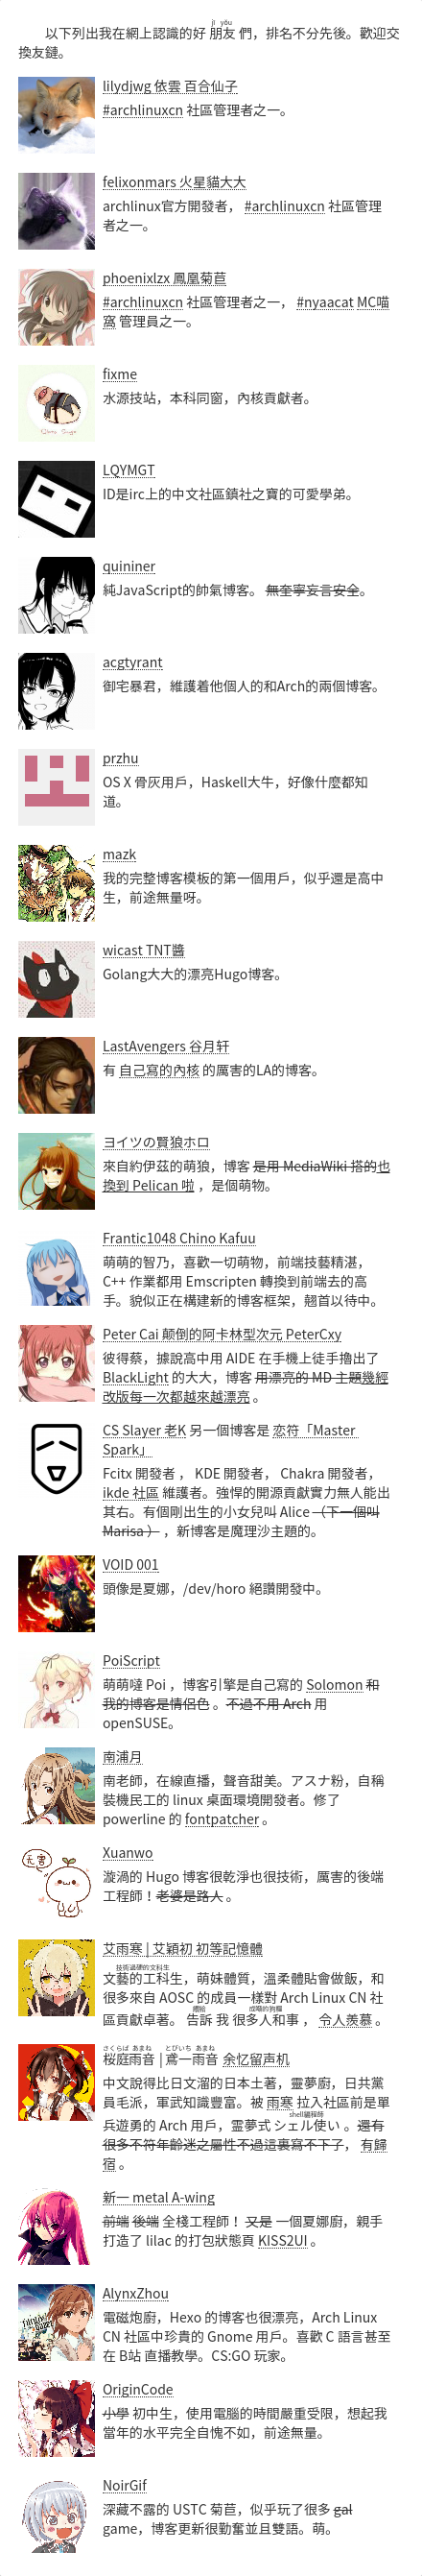 jī yǒu
以下列出我在網上認識的好 朋友 們，排名不分先後。歡迎交
換友鏈。
lilydjwg 依雲 百合仙子
#archlinuxcn 社區管理者之一。
felixonmars 火星貓大大
archlinux官方開發者， #archlinuxcn 社區管理
者之一。
phoenixlzx 鳳凰菊苣
#archlinuxcn 社區管理者之一， #nyaacat MC喵
窩 管理員之一。
fixme
水源技站，本科同窗，內核貢獻者。
LQYMGT
ID是irc上的中文社區鎮社之寶的可愛學弟。
quininer
純JavaScript的帥氣博客。 無奎寧妄言安全。
acgtyrant
御宅暴君，維護着他個人的和Arch的兩個博客。
przhu
OS X 骨灰用戶，Haskell大牛，好像什麼都知
道。
mazk
我的完整博客模板的第一個用戶，似乎還是高中
生，前途無量呀。
wicast TNT醬
Golang大大的漂亮Hugo博客。
LastAvengers 谷月轩
有 自己寫的內核 的厲害的LA的博客。
ヨイツの賢狼ホロ
來自約伊茲的萌狼，博客 是用 MediaWiki 搭的也
換到 Pelican 啦 ，是個萌物。
Frantic1048 Chino Kafuu
萌萌的智乃，喜歡一切萌物，前端技藝精湛，
C++ 作業都用 Emscripten 轉換到前端去的高
手。貌似正在構建新的博客框架，翹首以待中。
Peter Cai 颠倒的阿卡林型次元 PeterCxy
彼得蔡，據說高中用 AIDE 在手機上徒手擼出了
BlackLight 的大大，博客 用漂亮的 MD 主題幾經
改版每一次都越來越漂亮 。
CS Slayer 老K 另一個博客是 恋符「Master
Spark」
Fcitx 開發者 ， KDE 開發者， Chakra 開發者，
ikde 社區 維護者。強悍的開源貢獻實力無人能出
其右。有個剛出生的小女兒叫 Alice （下一個叫
Marisa ） ，新博客是魔理沙主題的。
VOID 001
頭像是夏娜，/dev/horo 絕讚開發中。
PoiScript
萌萌噠 Poi ，博客引擎是自己寫的 Solomon 和
我的博客是情侶色 。不過不用 Arch 用
openSUSE。
南浦月
南老師，在線直播，聲音甜美。アスナ粉，自稱
裝機民工的 linux 桌面環境開發者。修了
powerline 的 fontpatcher 。
无害
Xuanwo
漩渦的 Hugo 博客很乾淨也很技術，厲害的後端
工程師！老婆是路人 。
艾雨寒 | 艾穎初 初等記憶體
技術過硬的文科生
文藝的工科生，萌妹體質，溫柔體貼會做飯，和
很多來自 AOSC 的成員一樣對 Arch Linux CN 社
區貢獻卓著。 告訴 我 很多人和事 ， 令人羨慕 。
さくらば あまね とびいち あまね
桜庭雨音 | 鳶一雨音 余忆留声机
中文說得比日文溜的日本土著，靈夢廚，日共黨
員毛派，軍武知識豐富。被 雨寒 拉入社區前是單
兵遊勇的 Arch 用戶，靈夢式 シェル使い 。還有
很多不符年齡迷之屬性不過這裏寫不下了， 有歸
宿 。
新一 metal A-wing
前端 後端 全棧工程師！ 又是 一個夏娜廚，親手
打造了 lilac 的打包狀態頁 KISS2UI 。
AlynxZhou
電磁炮廚，Hexo 的博客也很漂亮，Arch Linux
CN 社區中珍貴的 Gnome 用戶。喜歡 C 語言甚至
在 B站 直播教學。CS:GO 玩家。
OriginCode
小學 初中生，使用電腦的時間嚴重受限，想起我
當年的水平完全自愧不如，前途無量。
NoirGif
深藏不露的 USTC 菊苣，似乎玩了很多 gal
game，博客更新很勤奮並且雙語。萌。